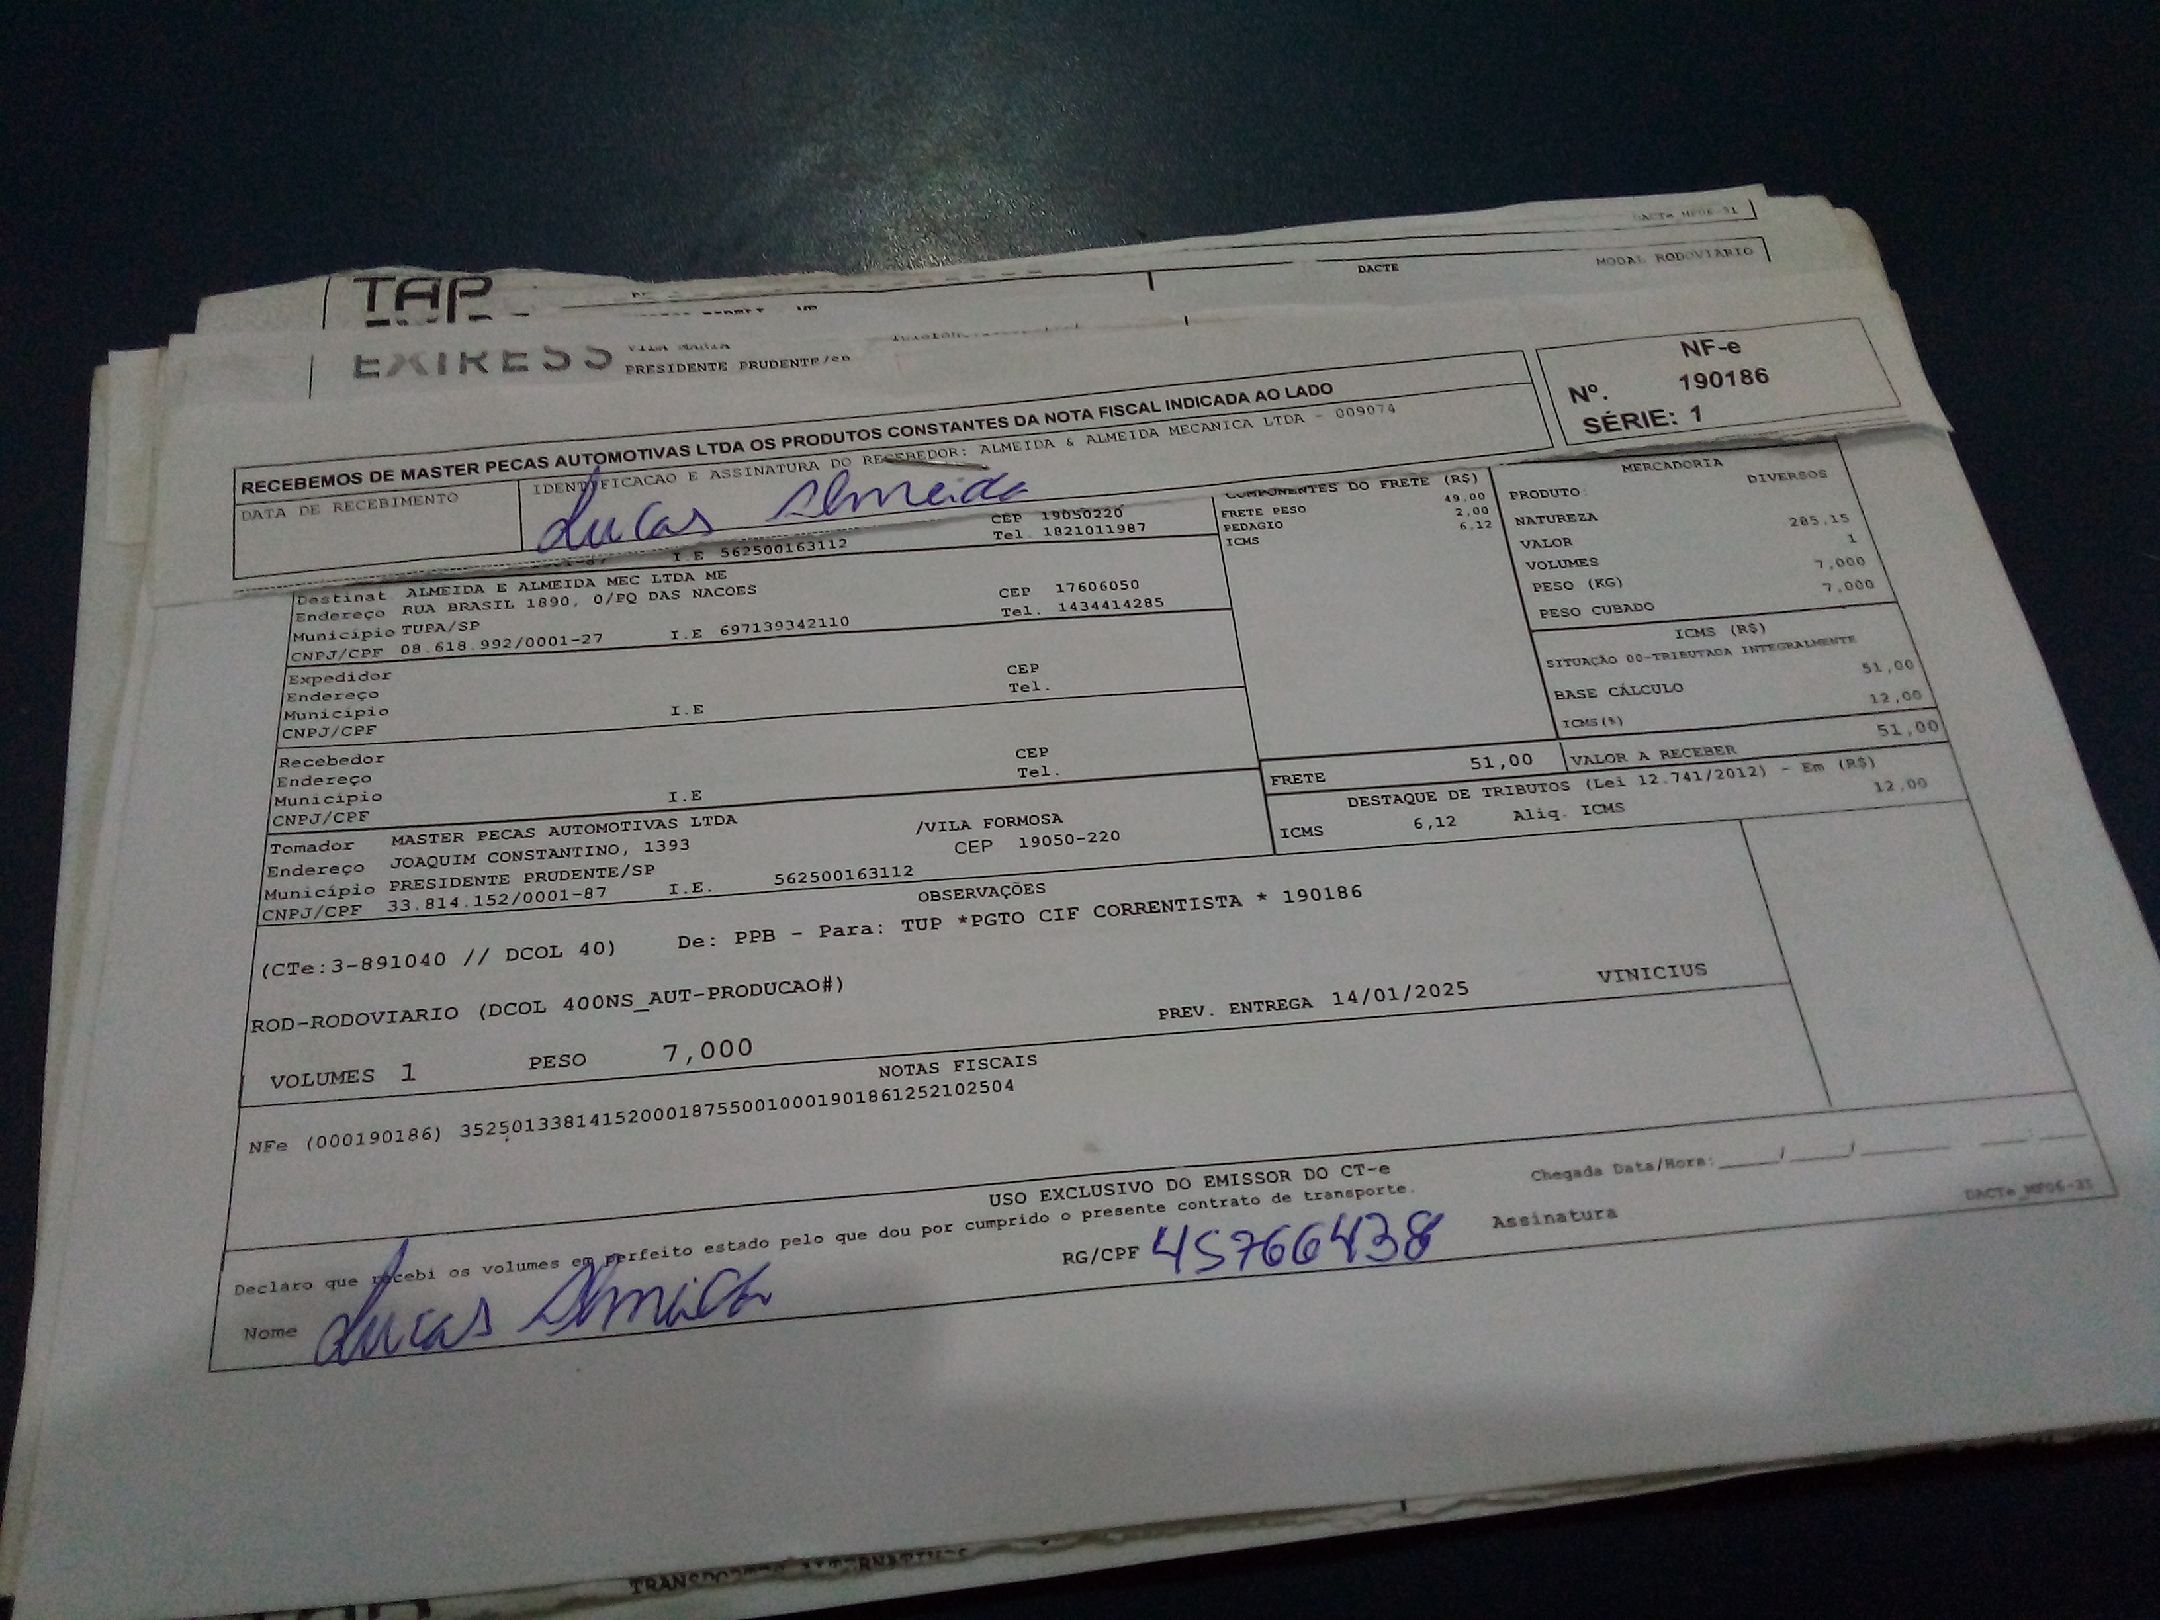 DACTe MF06-31
TAP
DACTE
MODAL RODOVIARIO
EXPRESS
VILA MARIA
PRESIDENTE PRUDENTE/SP
NF-e
Nº. 190186
SÉRIE: 1
RECEBEMOS DE MASTER PECAS AUTOMOTIVAS LTDA OS PRODUTOS CONSTANTES DA NOTA FISCAL INDICADA AO LADO
DATA DE RECEBIMENTO
IDENTIFICACAO E ASSINATURA DO RECEBEDOR: ALMEIDA & ALMEIDA MECANICA LTDA - 009074
Lucas Almeida
I.E 562500163112
CEP 19050220
Tel. 1821011987
Destinat ALMEIDA E ALMEIDA MEC LTDA ME
Endereço RUA BRASIL 1890, 0/PQ DAS NACOES CEP 17606050
Município TUPA/SP Tel. 1434414285
CNPJ/CPF 08.618.992/0001-27 I.E 697139342110
Expedidor
Endereço CEP
Município Tel.
CNPJ/CPF I.E
Recebedor
Endereço CEP
Município Tel.
CNPJ/CPF I.E
Tomador MASTER PECAS AUTOMOTIVAS LTDA
Endereço JOAQUIM CONSTANTINO, 1393 /VILA FORMOSA
Município PRESIDENTE PRUDENTE/SP CEP 19050-220
CNPJ/CPF 33.814.152/0001-87 I.E. 562500163112
COMPONENTES DO FRETE (R$)
FRETE PESO 49,00
PEDAGIO 2,00
ICMS 6,12
MERCADORIA
PRODUTO: DIVERSOS
NATUREZA
VALOR 285,15
VOLUMES 1
PESO (KG) 7,000
PESO CUBADO 7,000
ICMS (R$)
SITUAÇÃO 00-TRIBUTADA INTEGRALMENTE
BASE CÁLCULO 51,00
ICMS(%) 12,00
FRETE 51,00 VALOR A RECEBER 51,00
DESTAQUE DE TRIBUTOS (Lei 12.741/2012) - Em (R$)
ICMS 6,12 Aliq. ICMS 12,00
OBSERVAÇÕES
(CTe:3-891040 // DCOL 40) De: PPB - Para: TUP *PGTO CIF CORRENTISTA * 190186
ROD-RODOVIARIO (DCOL 400NS_AUT-PRODUCAO#)
PREV. ENTREGA 14/01/2025 VINICIUS
VOLUMES 1 PESO 7,000
NOTAS FISCAIS
NFe (000190186) 35250133814152000187550010001901861252102504
USO EXCLUSIVO DO EMISSOR DO CT-e
Declaro que recebi os volumes em perfeito estado pelo que dou por cumprido o presente contrato de transporte.
Chegada Data/Hora: ____/____/______ ___:___
Nome Lucas Almeida RG/CPF 45766438 Assinatura
DACTe_MF06-31